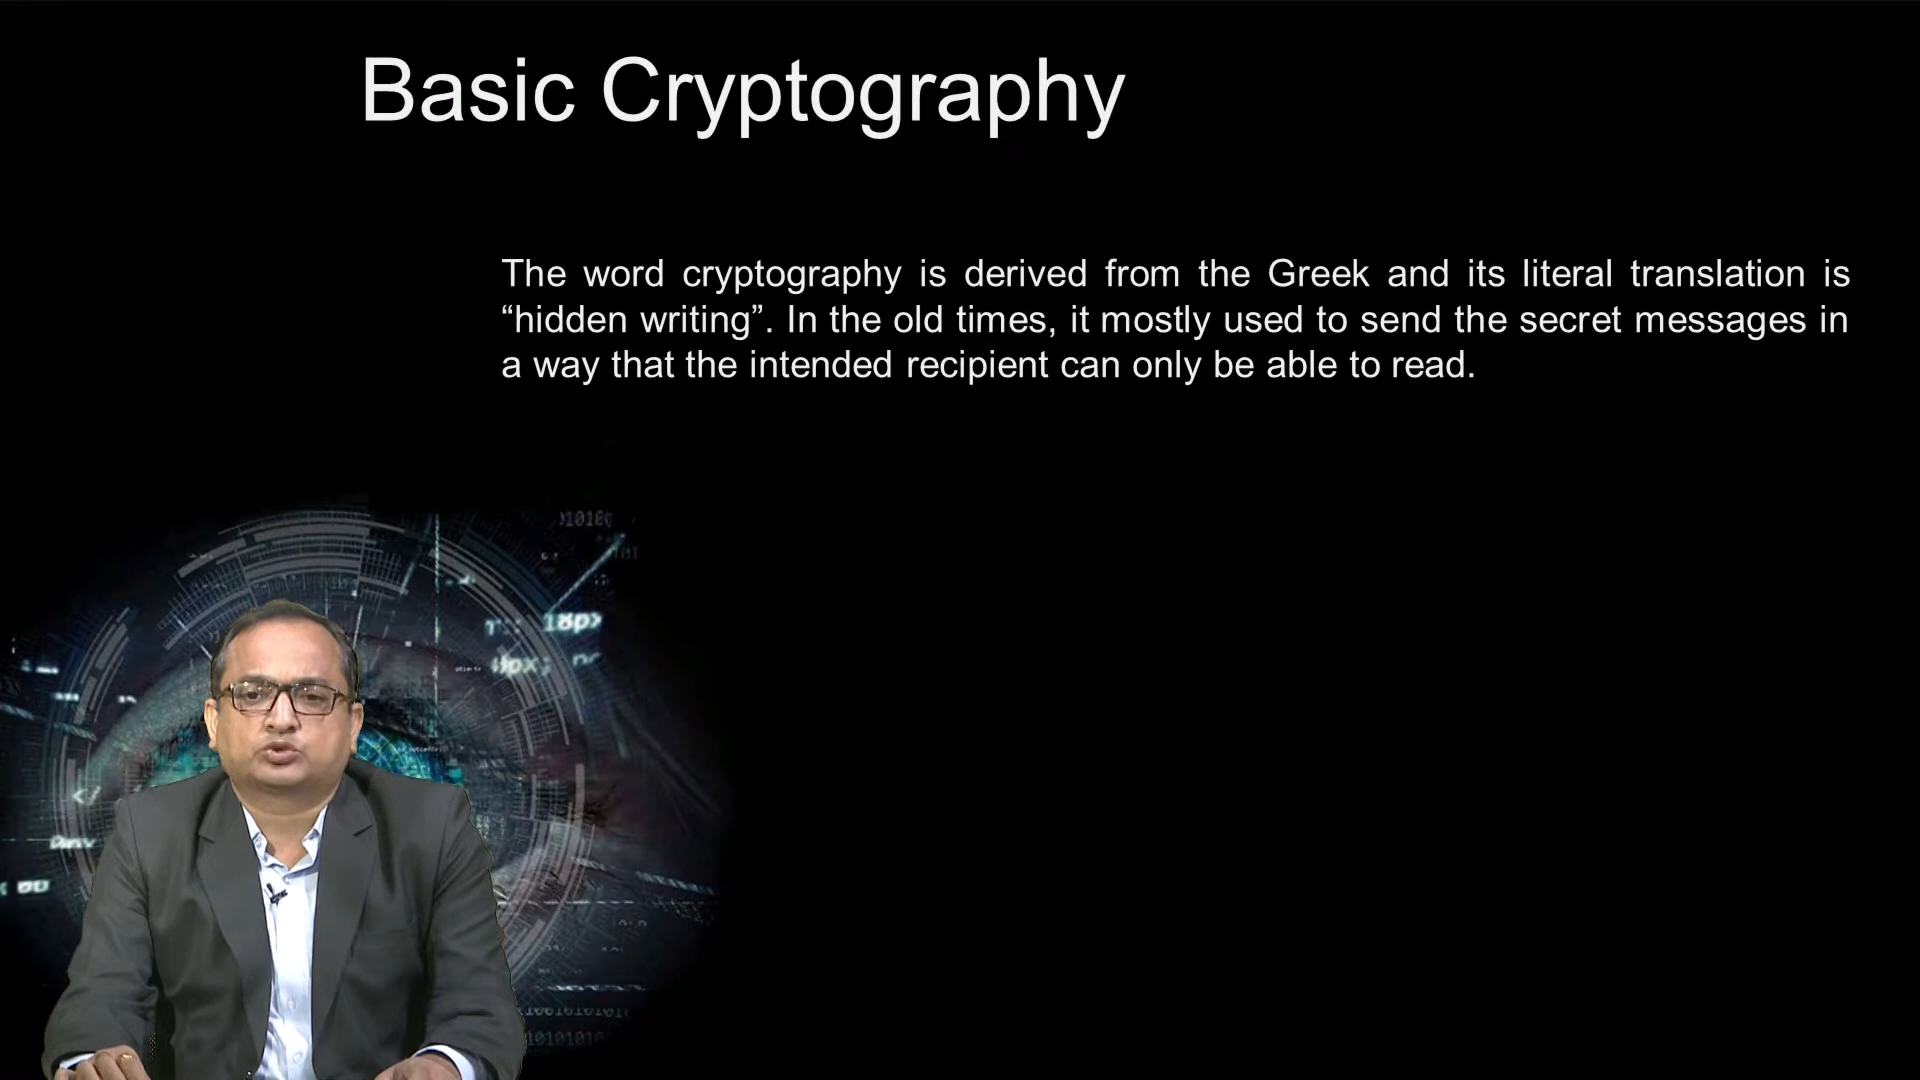 Basic Cryptography
The word cryptography is derived from the Greek and its literal translation is
“hidden writing”. In the old times, it mostly used to send the secret messages in
a way that the intended recipient can only be able to read.
18px